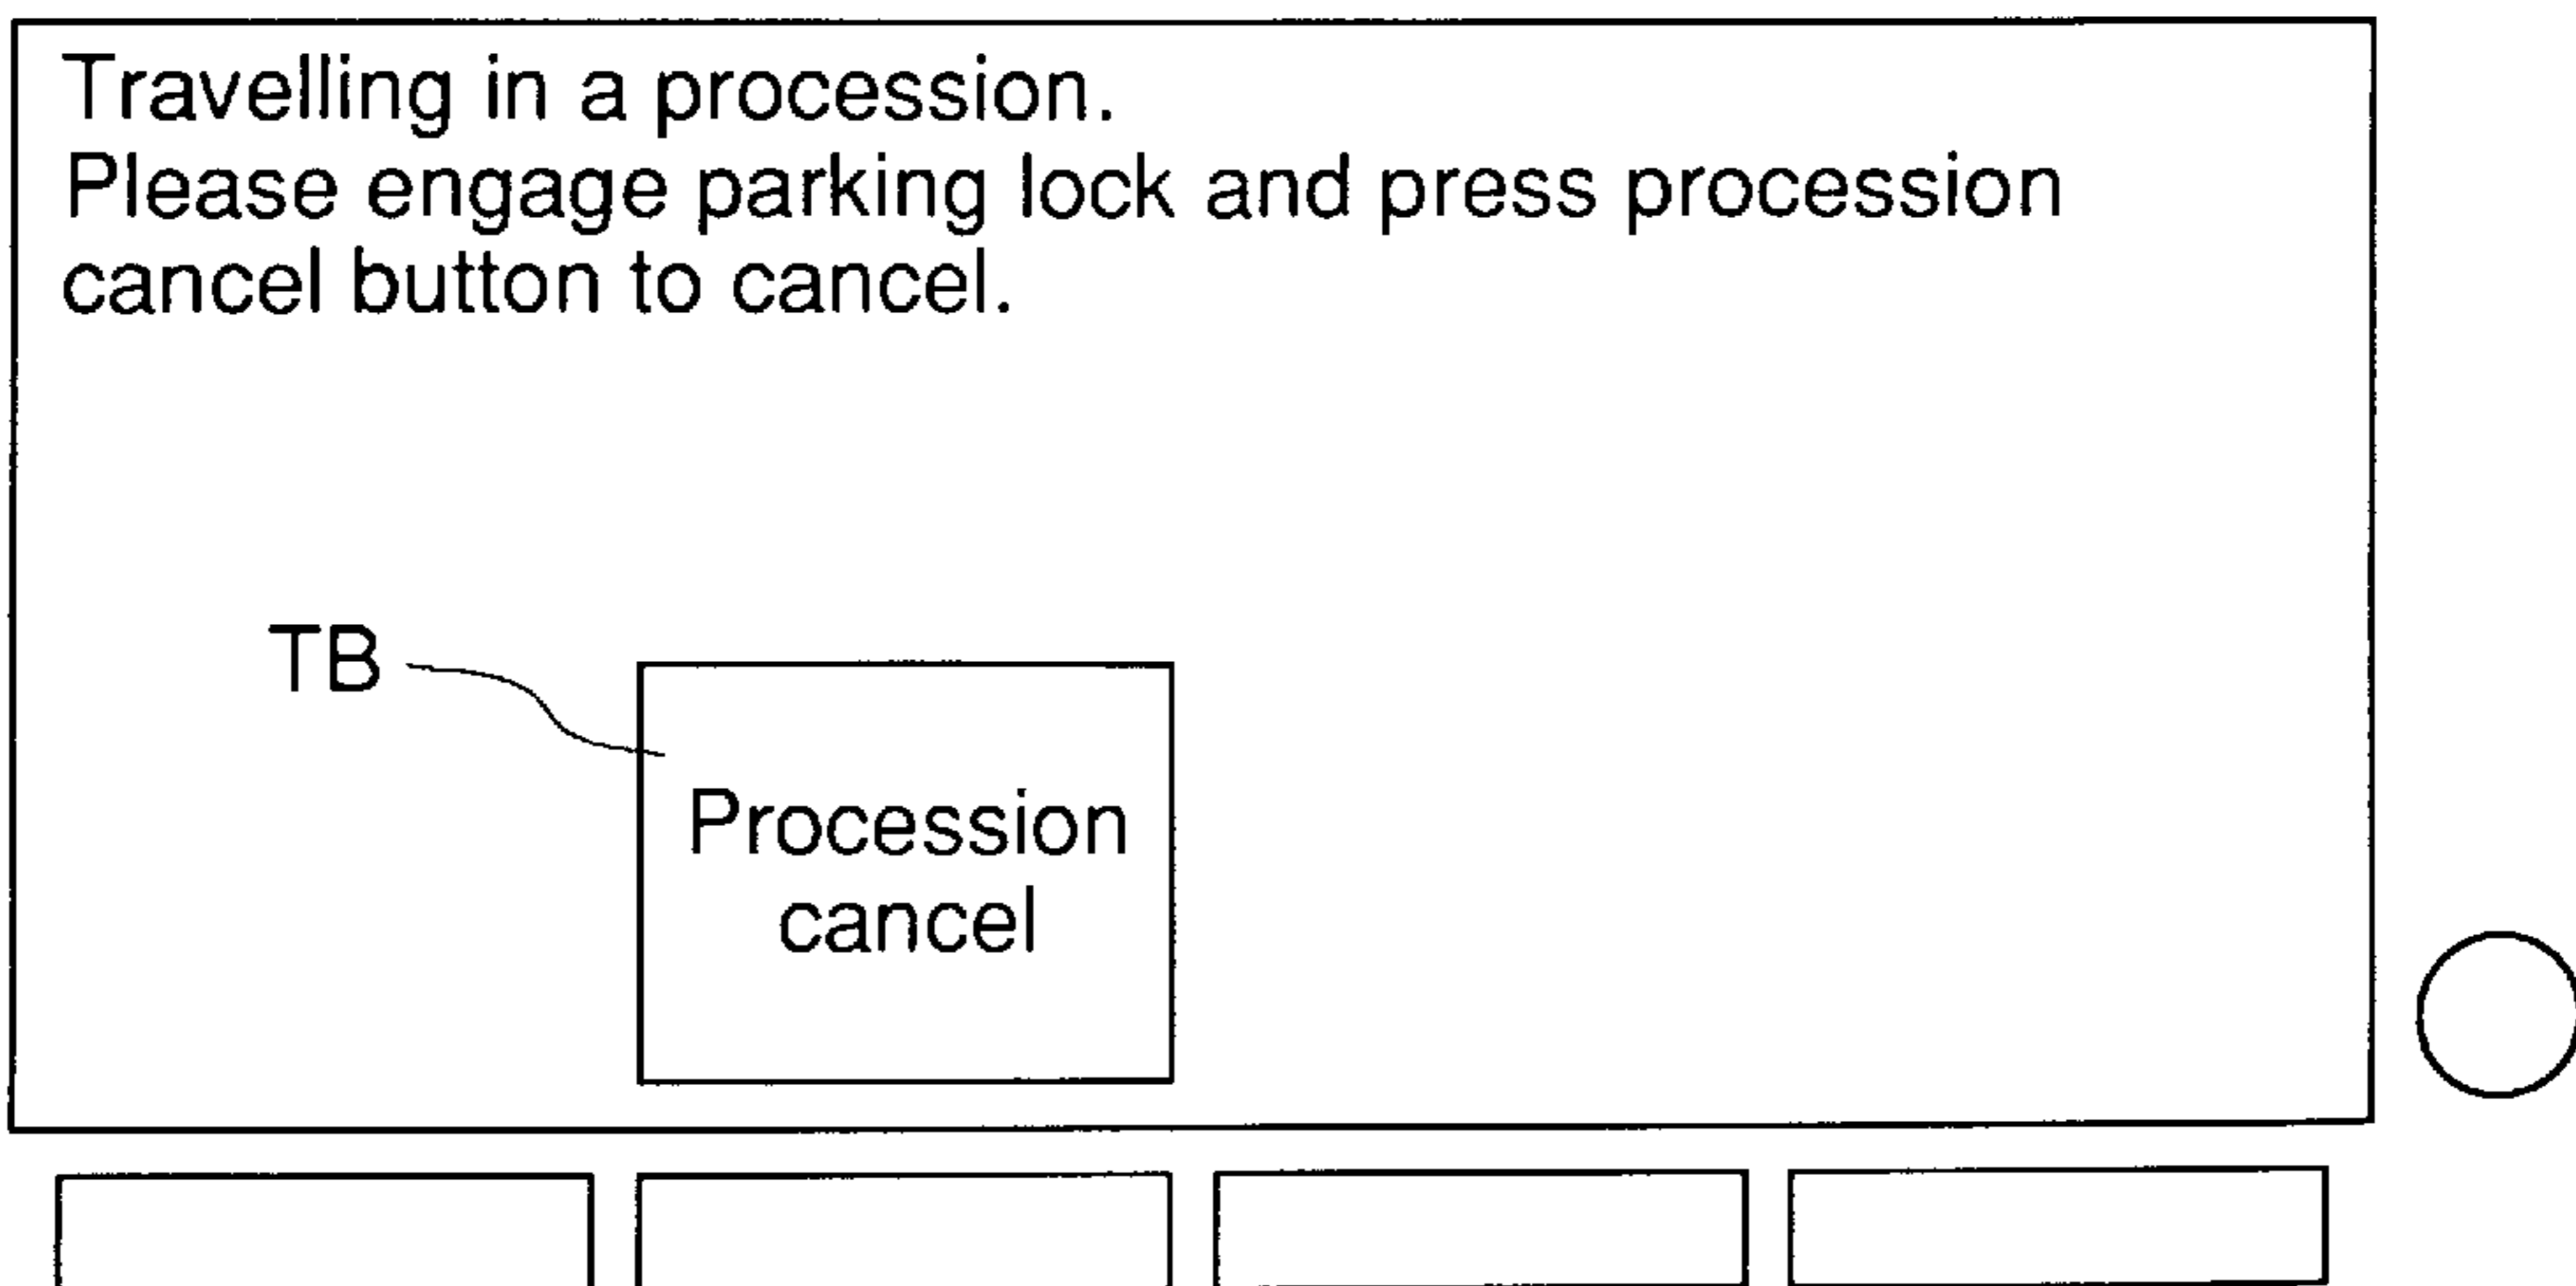 Travelling in a procession.
Please engage parking lock and press procession
cancel button to cancel.
TB
Procession
cancel